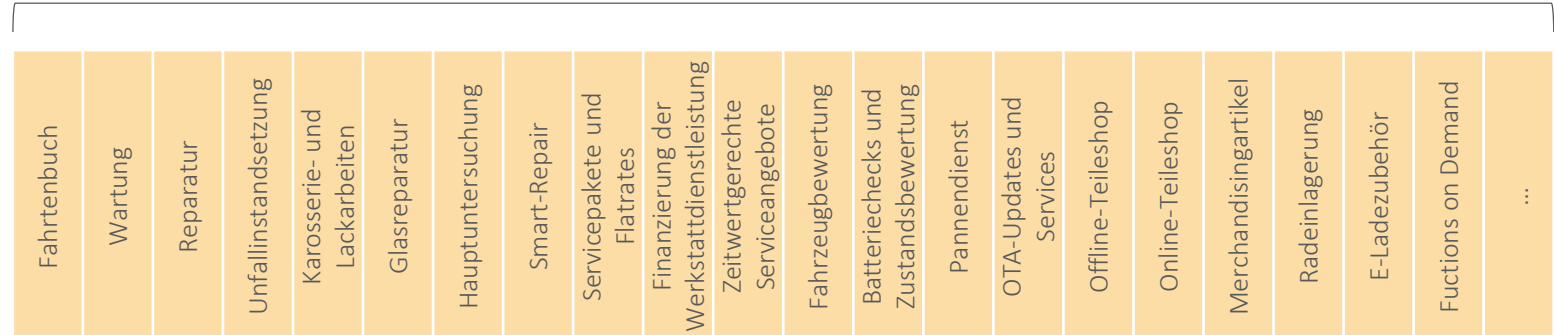 Fahrtenbuch
Wartung
Reparatur
Unfallinstandsetzung
Karosserie- und
Lackarbeiten
Glasreparatur
Hauptuntersuchung
Smart-Repair
Servicepakete und
Flatrates
Finanzierung der
Werkstattdienstleistung
Zeitwertgerechte
Serviceangebote
Fahrzeugbewertung
Batteriechecks und
Zustandsbewertung
Pannendienst
OTA-Updates und
Services
Offline-Teileshop
Online-Teileshop
Merchandisingartikel
Radeinlagerung
E-Ladezubehör
Fuctions on Demand
...